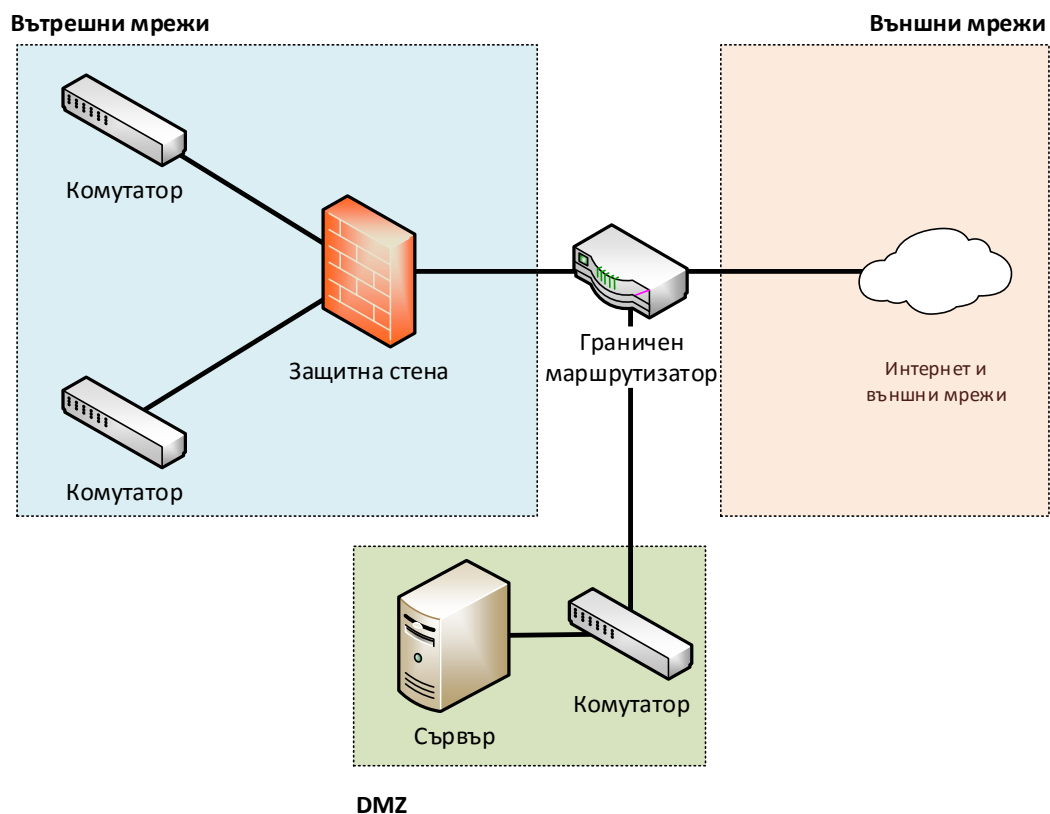 Вътрешни мрежи
Външни мрежи
Комутатор
Защитна стена
Граничен
маршрутизатор
Интернет и
външни мрежи
Комутатор
Сървър
Комутатор
DMZ